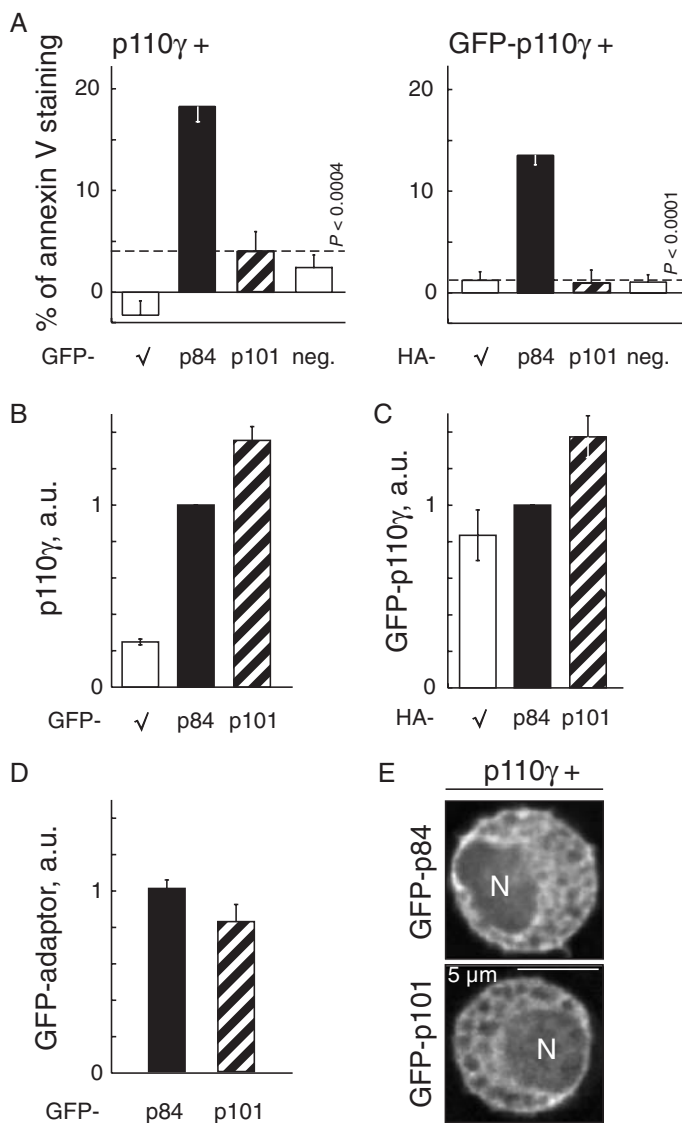 A
p110γ +
GFP-p110γ +
% of annexin V staining
20
10
0
P < 0.0004
GFP- √ p84 p101 neg.
20
10
0
P < 0.0001
HA- √ p84 p101 neg.
B
p110γ, a.u.
1
0
GFP- √ p84 p101
C
GFP-p110γ, a.u.
1
0
HA- √ p84 p101
D
GFP-adaptor, a.u.
1
0
GFP- p84 p101
E
p110γ +
GFP-p84
N
GFP-p101
5 μm
N